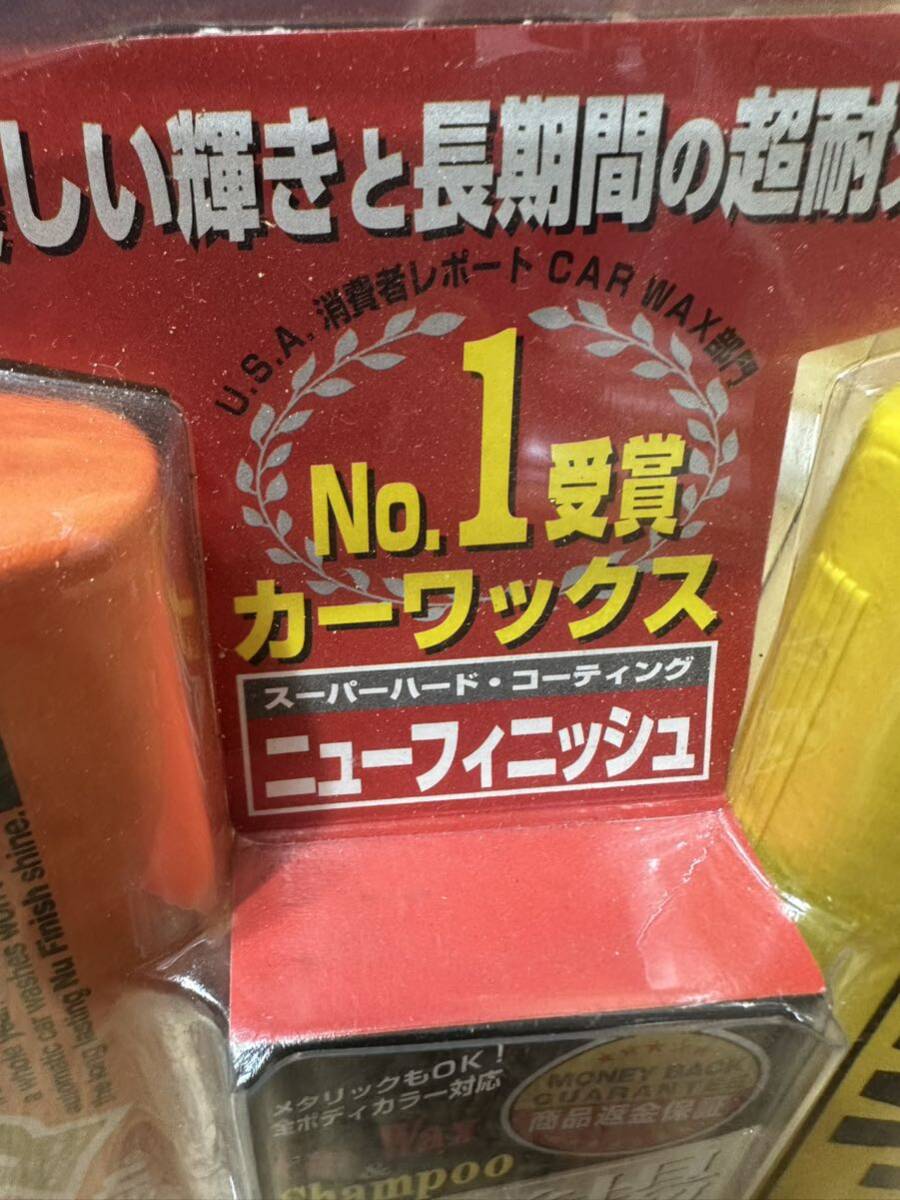 しい輝きと長期間の超耐久
U.S.A. 消費者レポート CAR WAX部門
No.1受賞
カーワックス
スーパーハード・コーティング
ニューフィニッシュ
メタリックもOK!
全ボディカラー対応
MONEY BACK
GUARANTEE
商品返金保証
Car Wax
Shampoo
a whole year
automatic car washes won't
the long lasting Nu Finish shine.